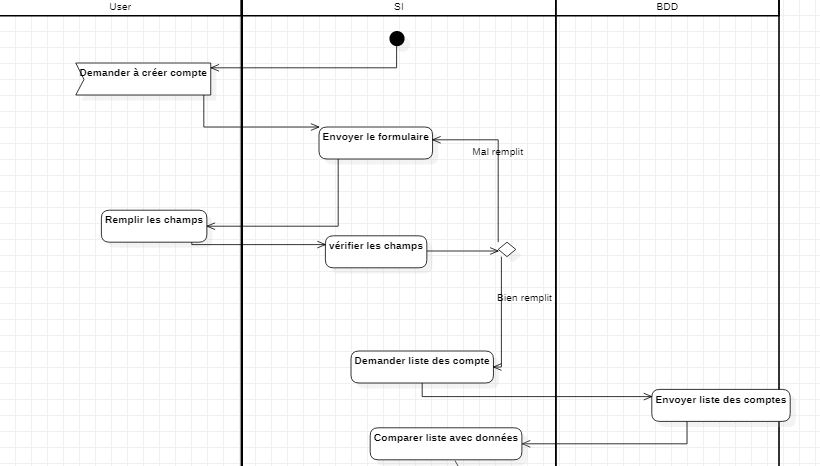 User
SI
BDD
Demander à créer compte
Envoyer le formulaire
Mal remplit
Remplir les champs
vérifier les champs
Bien remplit
Demander liste des compte
Envoyer liste des comptes
Comparer liste avec données